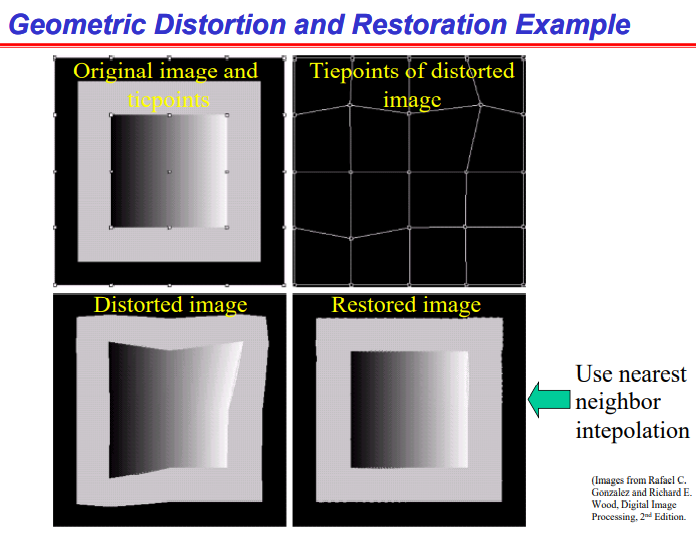 Geometric Distortion and Restoration Example
Original image and
tiepoints
Tiepoints of distorted
image
Distorted image
Restored image
Use nearest
neighbor
intepolation
(Images from Rafael C.
Gonzalez and Richard E.
Wood, Digital Image
Processing, 2nd Edition.